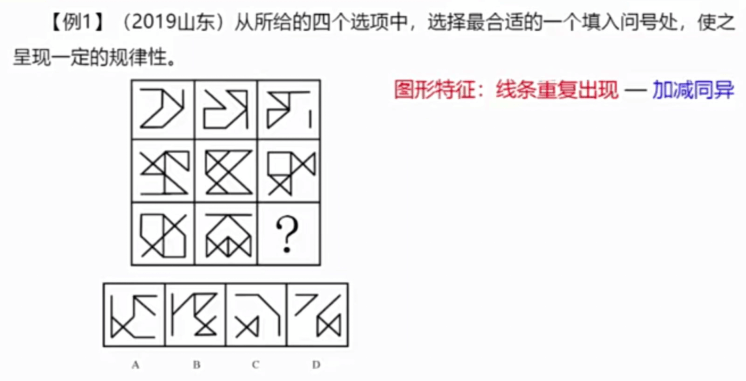 【例1】（2019山东）从所给的四个选项中，选择最合适的一个填入问号处，使之
呈现一定的规律性。
图形特征：线条重复出现 — 加减同异
?
A B C D